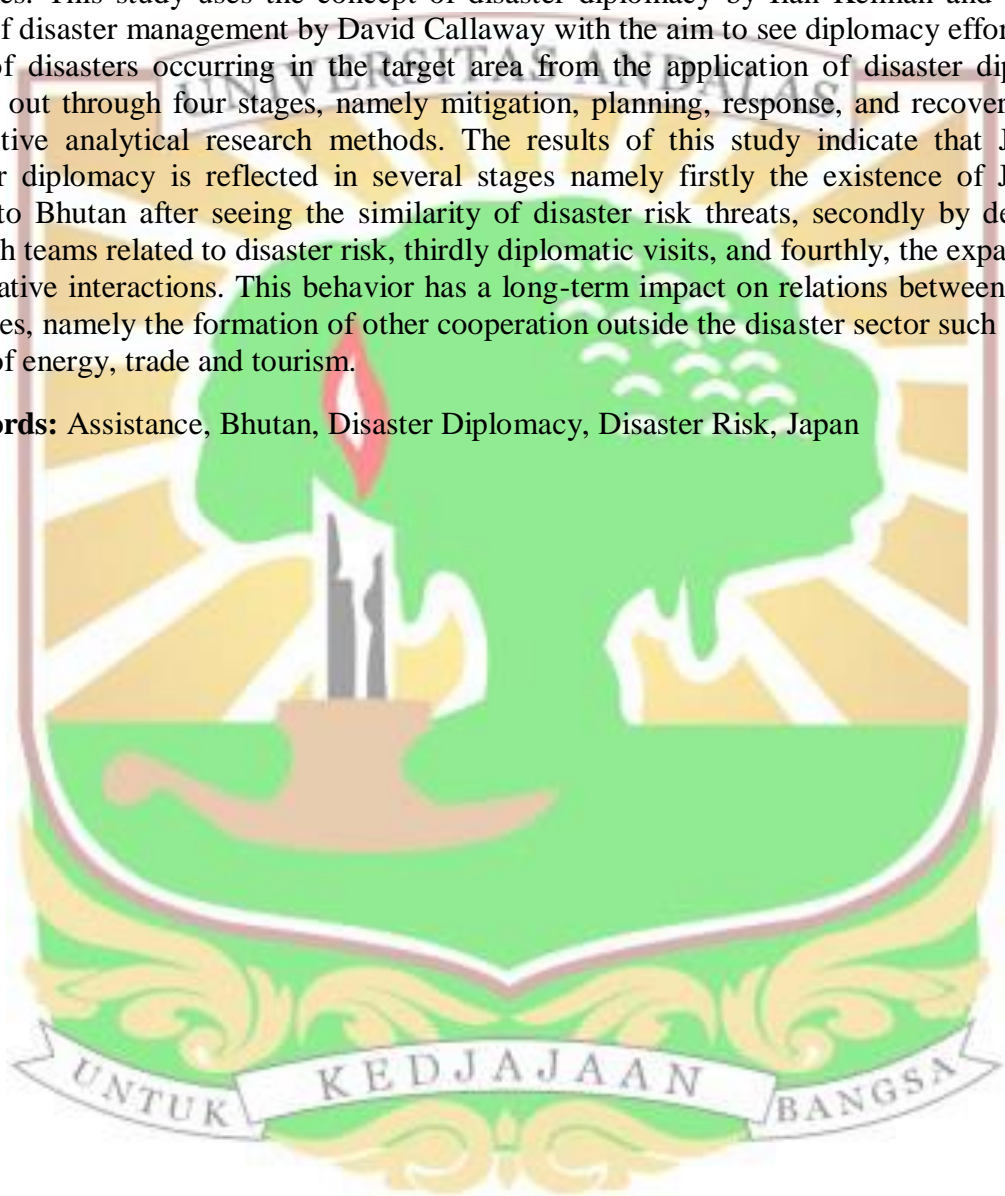 es. This study uses the concept of disaster diplomacy by Ilan Kelman and
of disaster management by David Callaway with the aim to see diplomacy effor
of disasters occurring in the target area from the application of disaster dip
out through four stages, namely mitigation, planning, response, and recover
tive analytical research methods. The results of this study indicate that J
r diplomacy is reflected in several stages namely firstly the existence of J
to Bhutan after seeing the similarity of disaster risk threats, secondly by de
h teams related to disaster risk, thirdly diplomatic visits, and fourthly, the expa
ative interactions. This behavior has a long-term impact on relations between
es, namely the formation of other cooperation outside the disaster sector such
of energy, trade and tourism.
ords: Assistance, Bhutan, Disaster Diplomacy, Disaster Risk, Japan
UNIVERSITAS ANDALAS
UNTUK KEDJAJAAN BANGSA